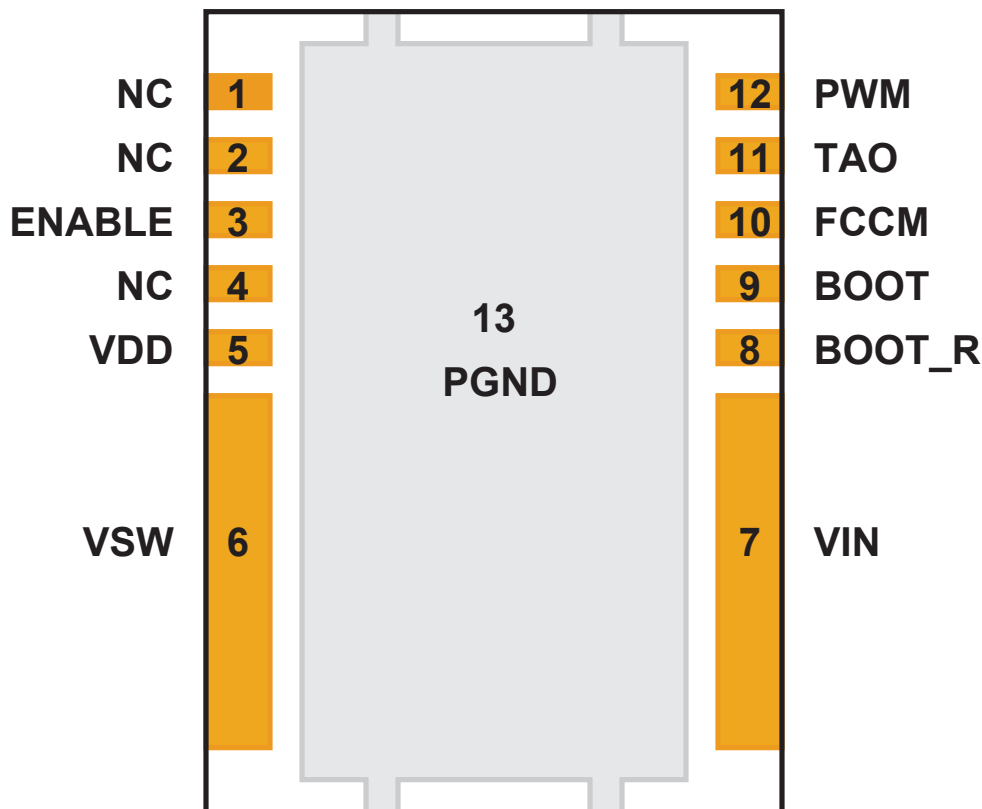 NC 1 12 PWM
NC 2 11 TAO
ENABLE 3 10 FCCM
NC 4 9 BOOT
13
VDD 5 8 BOOT_R
PGND
VSW 6 7 VIN